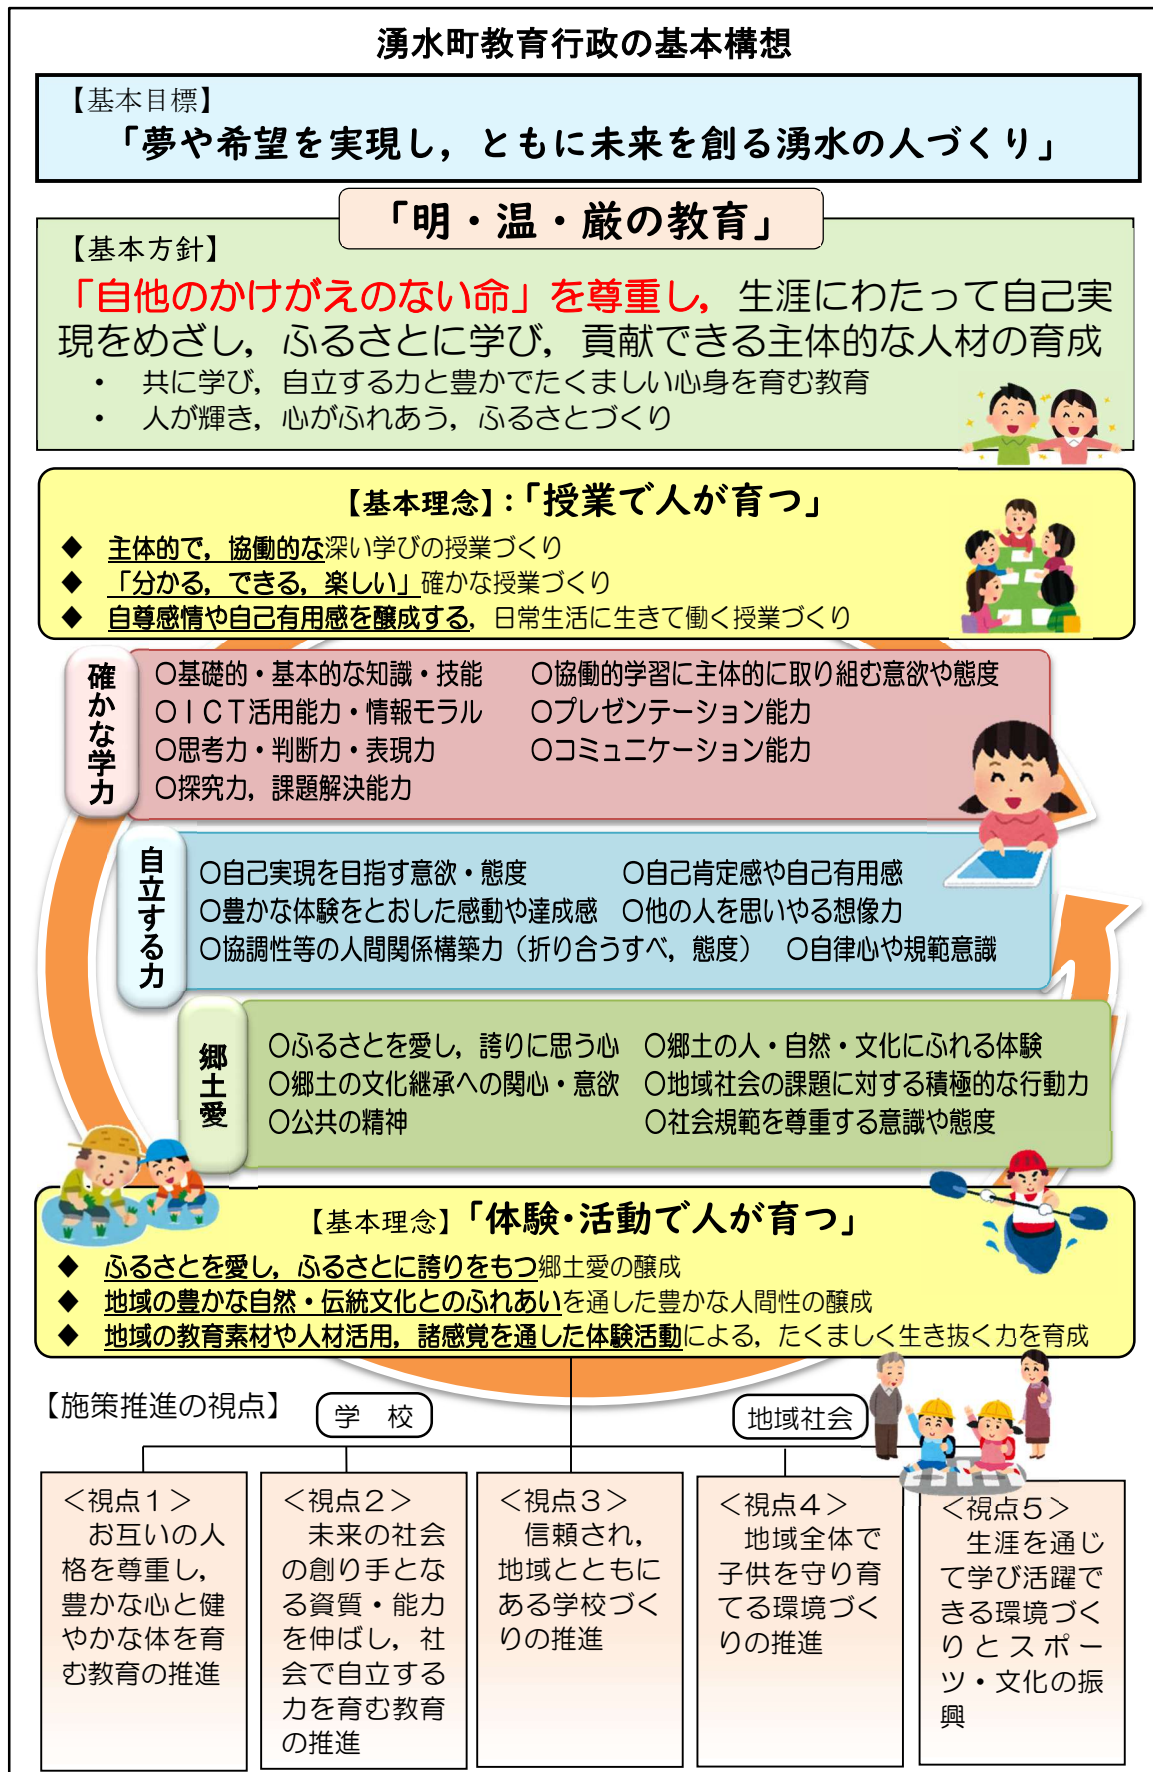 湧水町教育行政の基本構想
【基本目標】
「夢や希望を実現し，ともに未来を創る湧水の人づくり」
「明・温・厳の教育」
【基本方針】
「自他のかけがえのない命」を尊重し，生涯にわたって自己実
現をめざし，ふるさとに学び，貢献できる主体的な人材の育成
・ 共に学び，自立する力と豊かでたくましい心身を育む教育
・ 人が輝き，心がふれあう，ふるさとづくり
【基本理念】：「授業で人が育つ」
◆ 主体的で，協働的な深い学びの授業づくり
◆ 「分かる，できる，楽しい」確かな授業づくり
◆ 自尊感情や自己有用感を醸成する，日常生活に生きて働く授業づくり
確かな学力
○基礎的・基本的な知識・技能 ○協働的学習に主体的に取り組む意欲や態度
○ＩＣＴ活用能力・情報モラル ○プレゼンテーション能力
○思考力・判断力・表現力 ○コミュニケーション能力
○探究力，課題解決能力
自立する力
○自己実現を目指す意欲・態度 ○自己肯定感や自己有用感
○豊かな体験をとおした感動や達成感 ○他の人を思いやる想像力
○協調性等の人間関係構築力（折り合うすべ，態度） ○自律心や規範意識
郷土愛
○ふるさとを愛し，誇りに思う心 ○郷土の人・自然・文化にふれる体験
○郷土の文化継承への関心・意欲 ○地域社会の課題に対する積極的な行動力
○公共の精神 ○社会規範を尊重する意識や態度
【基本理念】「体験・活動で人が育つ」
◆ ふるさとを愛し，ふるさとに誇りをもつ郷土愛の醸成
◆ 地域の豊かな自然・伝統文化とのふれあいを通した豊かな人間性の醸成
◆ 地域の教育素材や人材活用，諸感覚を通した体験活動による，たくましく生き抜く力を育成
【施策推進の視点】
学 校
地域社会
＜視点１＞
お互いの人
格を尊重し，
豊かな心と健
やかな体を育
む教育の推進
＜視点２＞
未来の社会
の創り手とな
る資質・能力
を伸ばし，社
会で自立する
力を育む教育
の推進
＜視点３＞
信頼され，
地域とともに
ある学校づく
りの推進
＜視点４＞
地域全体で
子供を守り育
てる環境づく
りの推進
＜視点５＞
生涯を通じ
て学び活躍で
きる環境づく
りとスポー
ツ・文化の振
興